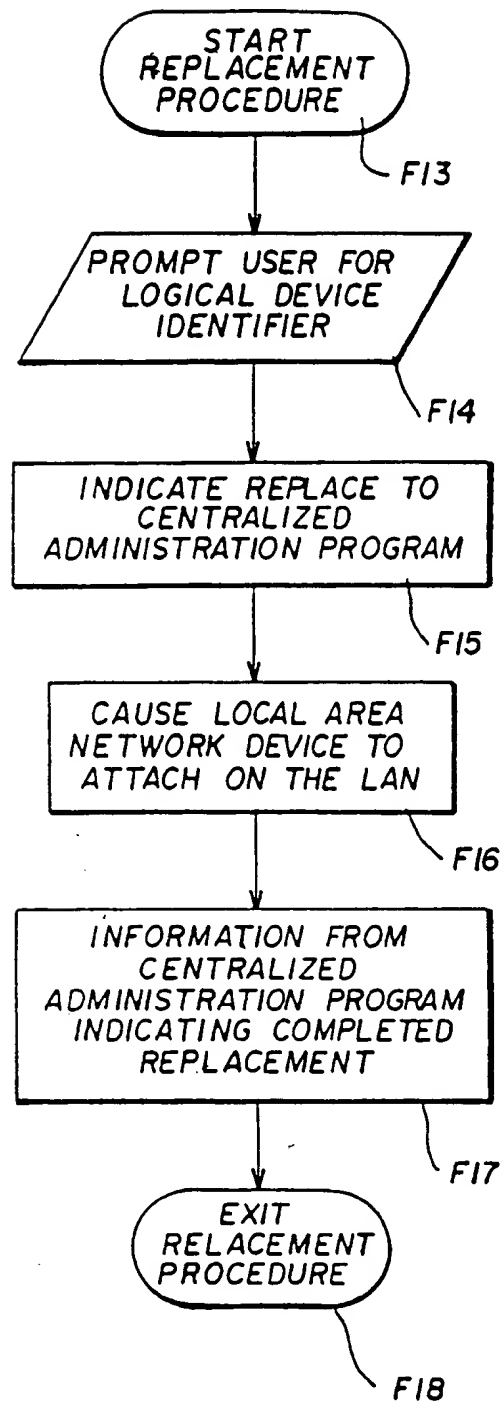 START
REPLACEMENT
PROCEDURE
F13
PROMPT USER FOR
LOGICAL DEVICE
IDENTIFIER
F14
INDICATE REPLACE TO
CENTRALIZED
ADMINISTRATION PROGRAM
F15
CAUSE LOCAL AREA
NETWORK DEVICE TO
ATTACH ON THE LAN
F16
INFORMATION FROM
CENTRALIZED
ADMINISTRATION PROGRAM
INDICATING COMPLETED
REPLACEMENT
F17
EXIT
RELACEMENT
PROCEDURE
F18